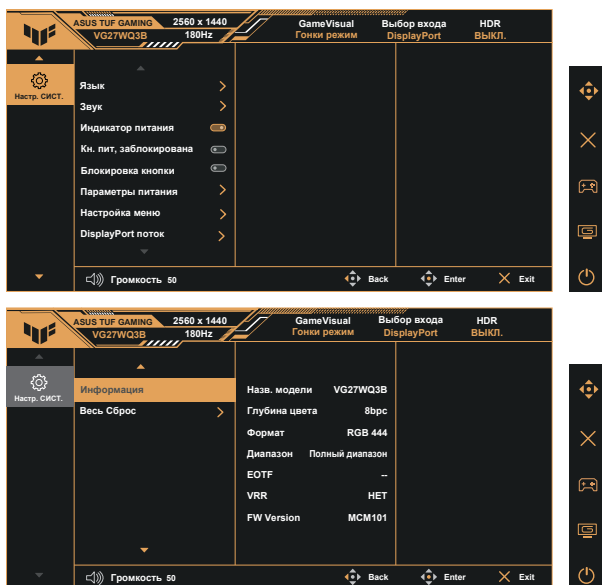 ASUS TUF GAMING 2560 x 1440 GameVisual Выбор входа HDR
VG27WQ3B 180Hz Гонки режим DisplayPort ВЫКЛ.
Настр. СИСТ.
Язык
Звук
Индикатор питания
Кн. пит, заблокирована
Блокировка кнопки
Параметры питания
Настройка меню
DisplayPort поток
Громкость 50 Back Enter Exit
ASUS TUF GAMING 2560 x 1440 GameVisual Выбор входа HDR
VG27WQ3B 180Hz Гонки режим DisplayPort ВЫКЛ.
Настр. СИСТ.
Информация Назв. модели VG27WQ3B
Весь Сброс Глубина цвета 8bpc
Формат RGB 444
Диапазон Полный диапазон
EOTF --
VRR НЕТ
FW Version MCM101
Громкость 50 Back Enter Exit